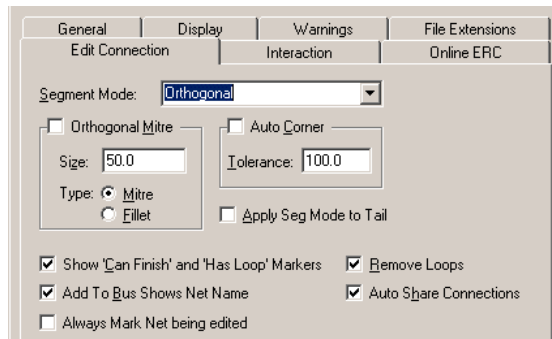 General Display Warnings File Extensions
Edit Connection Interaction Online ERC
Segment Mode: Orthogonal
Orthogonal Mitre Auto Corner
Size: 50.0 Tolerance: 100.0
Type: Mitre
Fillet Apply Seg Mode to Tail
Show 'Can Finish' and 'Has Loop' Markers Remove Loops
Add To Bus Shows Net Name Auto Share Connections
Always Mark Net being edited